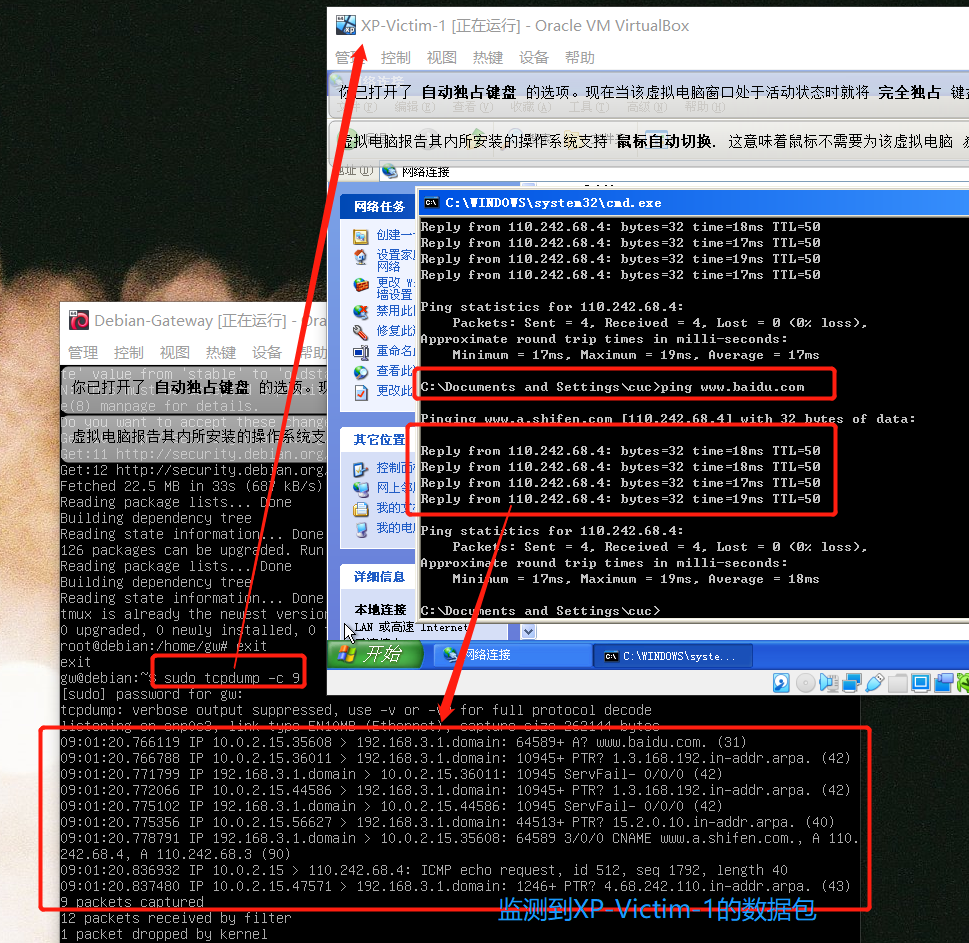 XP-Victim-1 [正在运行] - Oracle VM VirtualBox
管理 控制 视图 热键 设备 帮助
你已打开了 自动独占键盘 的选项。现在当该虚拟电脑窗口处于活动状态时就将 完全独占 键盘
虚拟电脑报告其内所安装的操作系统支持 鼠标自动切换. 这意味着鼠标不需要为该虚拟电脑
网络连接
网络任务
创建一
设置家
网络
更改 W
墙设置
禁用此
修复此
重命名
查看此
更改此
其它位置
控制面
网上邻
我的文
我的电
详细信息
本地连接
LAN 或高速 Internet
C:\WINDOWS\system32\cmd.exe
Reply from 110.242.68.4: bytes=32 time=18ms TTL=50
Reply from 110.242.68.4: bytes=32 time=17ms TTL=50
Reply from 110.242.68.4: bytes=32 time=19ms TTL=50
Reply from 110.242.68.4: bytes=32 time=17ms TTL=50
Ping statistics for 110.242.68.4:
Packets: Sent = 4, Received = 4, Lost = 0 (0% loss),
Approximate round trip times in milli-seconds:
Minimum = 17ms, Maximum = 19ms, Average = 17ms
C:\Documents and Settings\cuc>ping www.baidu.com
Pinging www.a.shifen.com [110.242.68.4] with 32 bytes of data:
Reply from 110.242.68.4: bytes=32 time=18ms TTL=50
Reply from 110.242.68.4: bytes=32 time=18ms TTL=50
Reply from 110.242.68.4: bytes=32 time=17ms TTL=50
Reply from 110.242.68.4: bytes=32 time=19ms TTL=50
Ping statistics for 110.242.68.4:
Packets: Sent = 4, Received = 4, Lost = 0 (0% loss),
Approximate round trip times in milli-seconds:
Minimum = 17ms, Maximum = 19ms, Average = 18ms
C:\Documents and Settings\cuc>
开始 网络连接 C:\WINDOWS\syste...
Debian-Gateway [正在运行] - Ora
管理 控制 视图 热键 设备 帮助
你已打开了 自动独占键盘 的选项。现
e(8) manpage for details.
虚拟电脑报告其内所安装的操作系统支
Get:11 http://security.debian.org
Get:12 http://security.debian.org
Fetched 22.5 MB in 33s (687 kB/s)
Reading package lists... Done
Building dependency tree
Reading state information... Done
126 packages can be upgraded. Run
Reading package lists... Done
Building dependency tree
Reading state information... Done
tmux is already the newest version
0 upgraded, 0 newly installed, 0
root@debian:/home/gw# exit
exit
gw@debian:~$ sudo tcpdump -c 9
[sudo] password for gw:
tcpdump: verbose output suppressed, use -v or -vv for full protocol decode
listening on enp0s3, link-type EN10MB (Ethernet), capture size 262144 bytes
09:01:20.766119 IP 10.0.2.15.35608 > 192.168.3.1.domain: 64589+ A? www.baidu.com. (31)
09:01:20.766788 IP 10.0.2.15.36011 > 192.168.3.1.domain: 10945+ PTR? 1.3.168.192.in-addr.arpa. (42)
09:01:20.771799 IP 192.168.3.1.domain > 10.0.2.15.36011: 10945 ServFail- 0/0/0 (42)
09:01:20.772066 IP 10.0.2.15.44586 > 192.168.3.1.domain: 10945+ PTR? 1.3.168.192.in-addr.arpa. (42)
09:01:20.775102 IP 192.168.3.1.domain > 10.0.2.15.44586: 10945 ServFail- 0/0/0 (42)
09:01:20.775356 IP 10.0.2.15.56627 > 192.168.3.1.domain: 44513+ PTR? 15.2.0.10.in-addr.arpa. (40)
09:01:20.778791 IP 192.168.3.1.domain > 10.0.2.15.35608: 64589 3/0/0 CNAME www.a.shifen.com., A 110.
242.68.4, A 110.242.68.3 (90)
09:01:20.836932 IP 10.0.2.15 > 110.242.68.4: ICMP echo request, id 512, seq 1792, length 40
09:01:20.837480 IP 10.0.2.15.47571 > 192.168.3.1.domain: 1246+ PTR? 4.68.242.110.in-addr.arpa. (43)
9 packets captured
12 packets received by filter
1 packet dropped by kernel
监测到XP-Victim-1的数据包